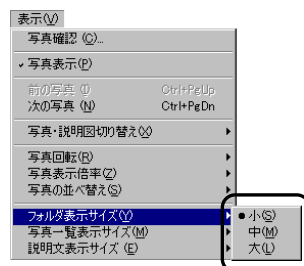 表示(V)
写真確認 (C)...
写真表示(P)
前の写真 (I) Ctrl+PgUp
次の写真 (N) Ctrl+PgDn
写真・説明図切り替え(X)
写真回転(R)
写真表示倍率(Z)
写真の並べ替え(S)
フォルダ表示サイズ(Y)
写真一覧表示サイズ(M)
説明文表示サイズ (E)
小(S)
中(M)
大(L)